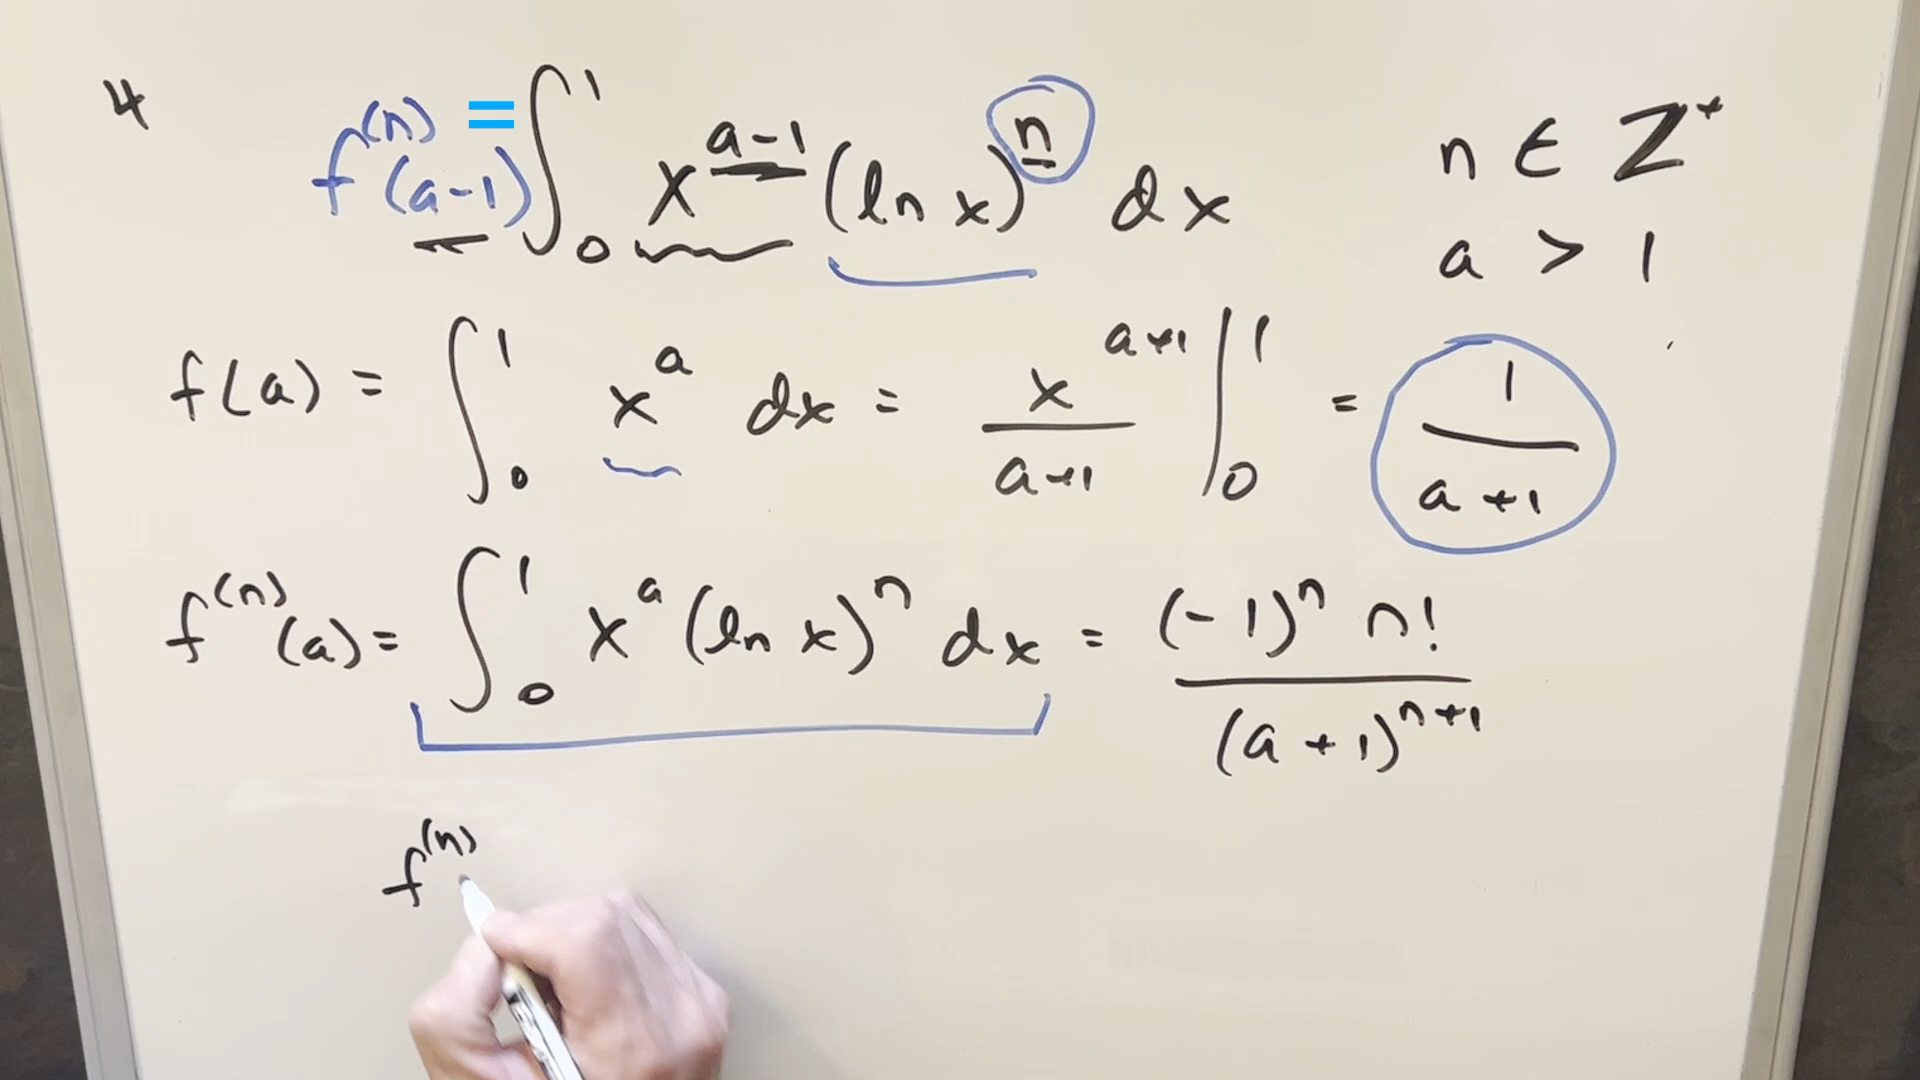 4
f^(n)(a-1) = ∫_0^1 x^(a-1) (ln x)^n dx
n ∈ Z^+
a > 1
f(a) = ∫_0^1 x^a dx = x^(a+1)/(a+1) |_0^1 = 1/(a+1)
f^(n)(a) = ∫_0^1 x^a (ln x)^n dx = (-1)^n n!/(a+1)^(n+1)
f^(n)